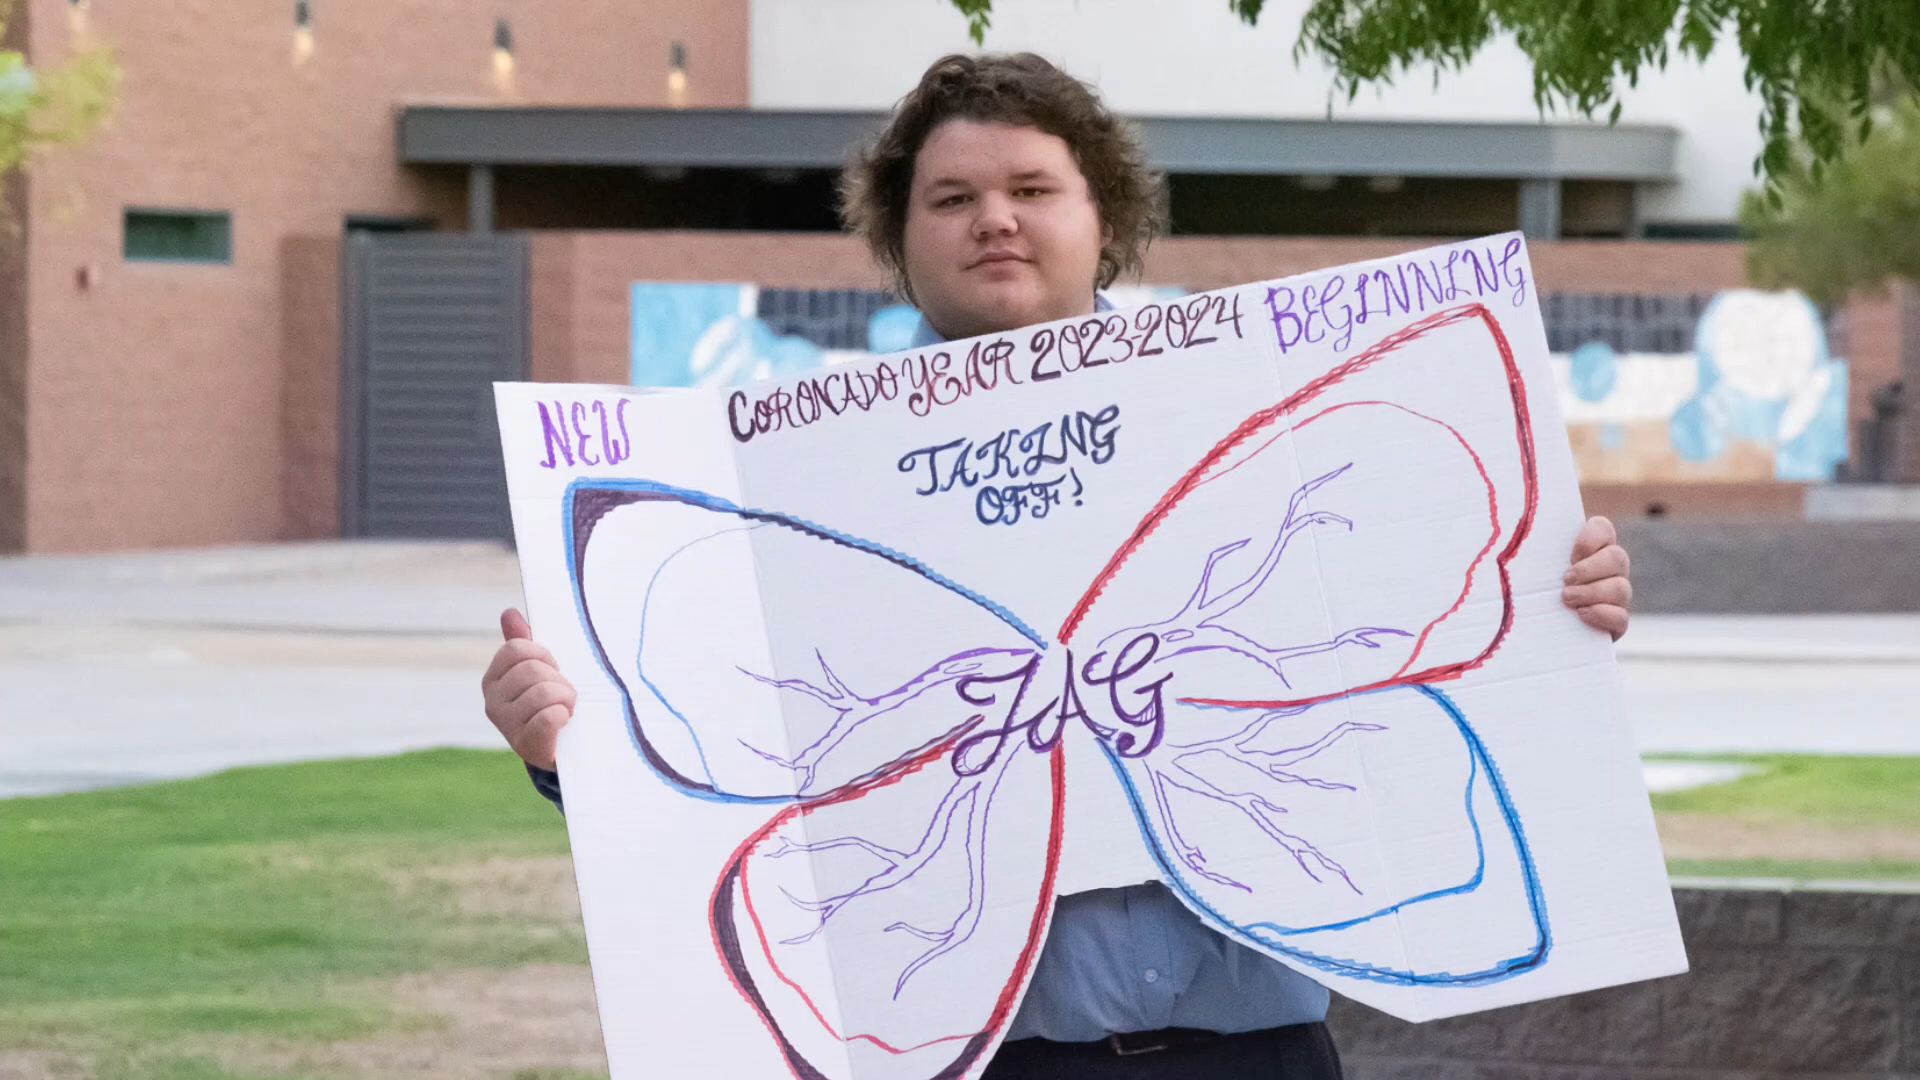 NEW
CORONADO YEAR 2023-2024
BEGINNING
TAKING
OFF!
JAG